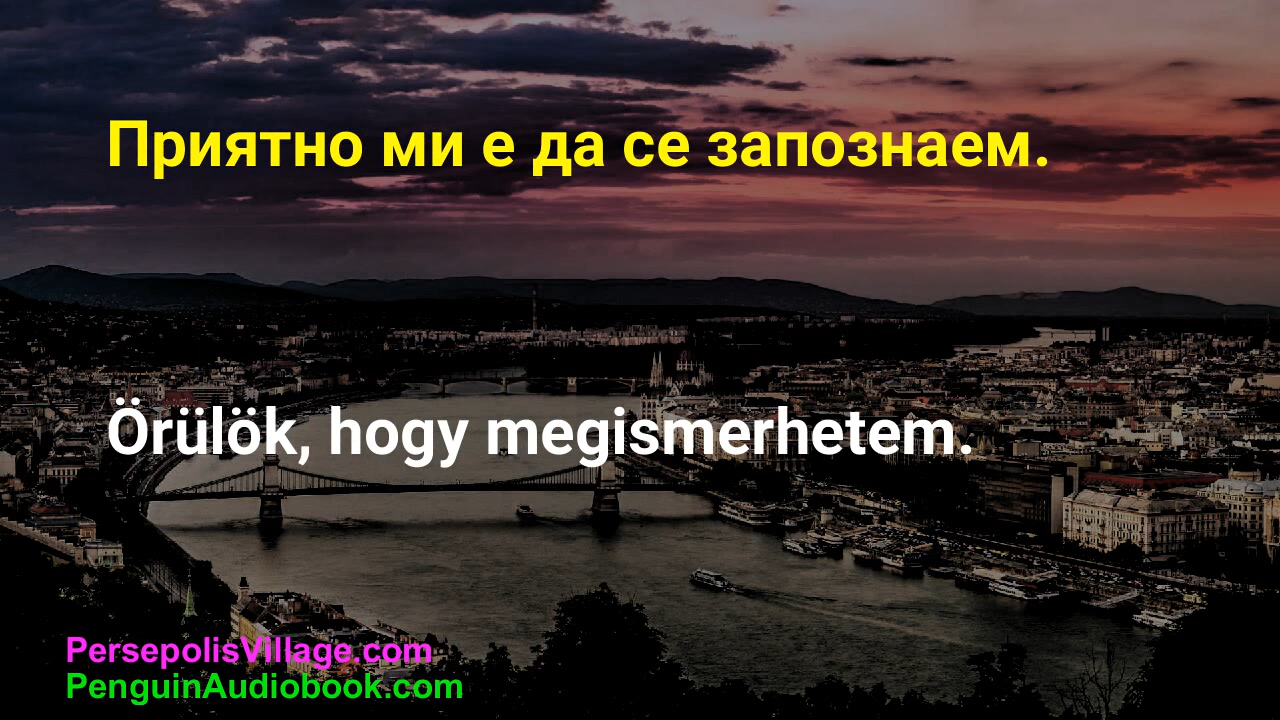 Приятно ми е да се запознаем.
Örülök, hogy megismerhetem.
PersepolisVillage.com
PenguinAudiobook.com